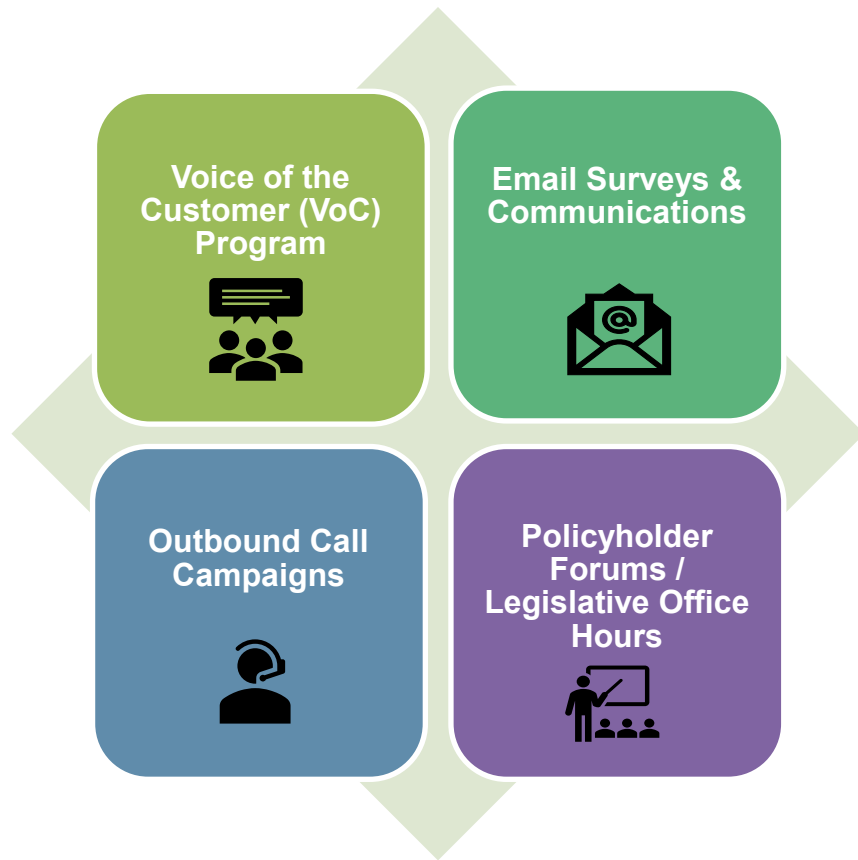 Voice of the
Customer (VoC)
Program
Email Surveys &
Communications
@
Outbound Call
Campaigns
Policyholder
Forums /
Legislative Office
Hours